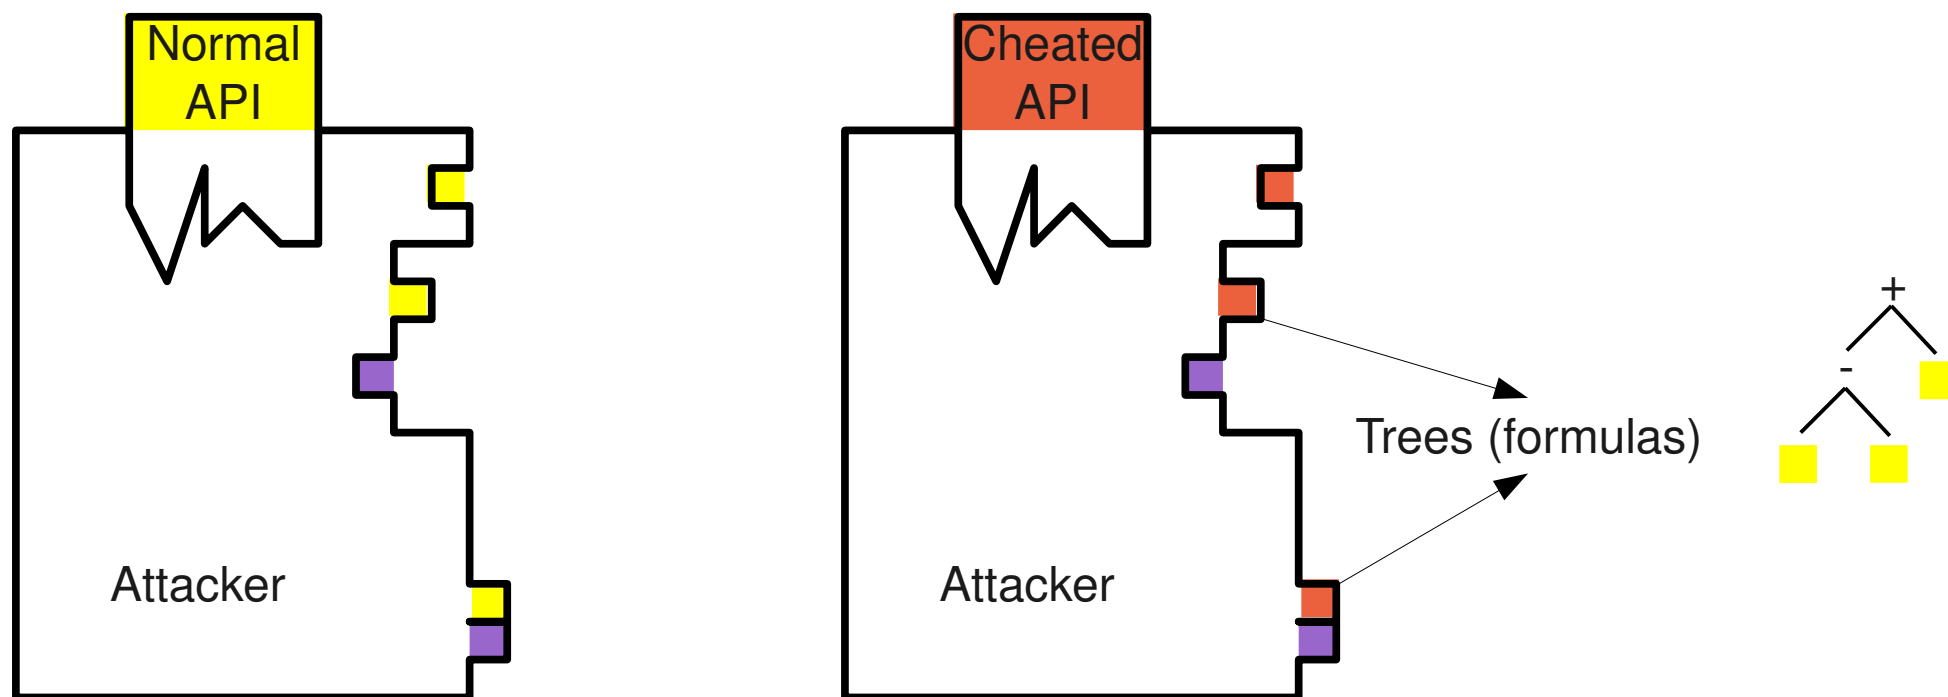 Normal
API
Cheated
API
+
-
Trees (formulas)
Attacker
Attacker